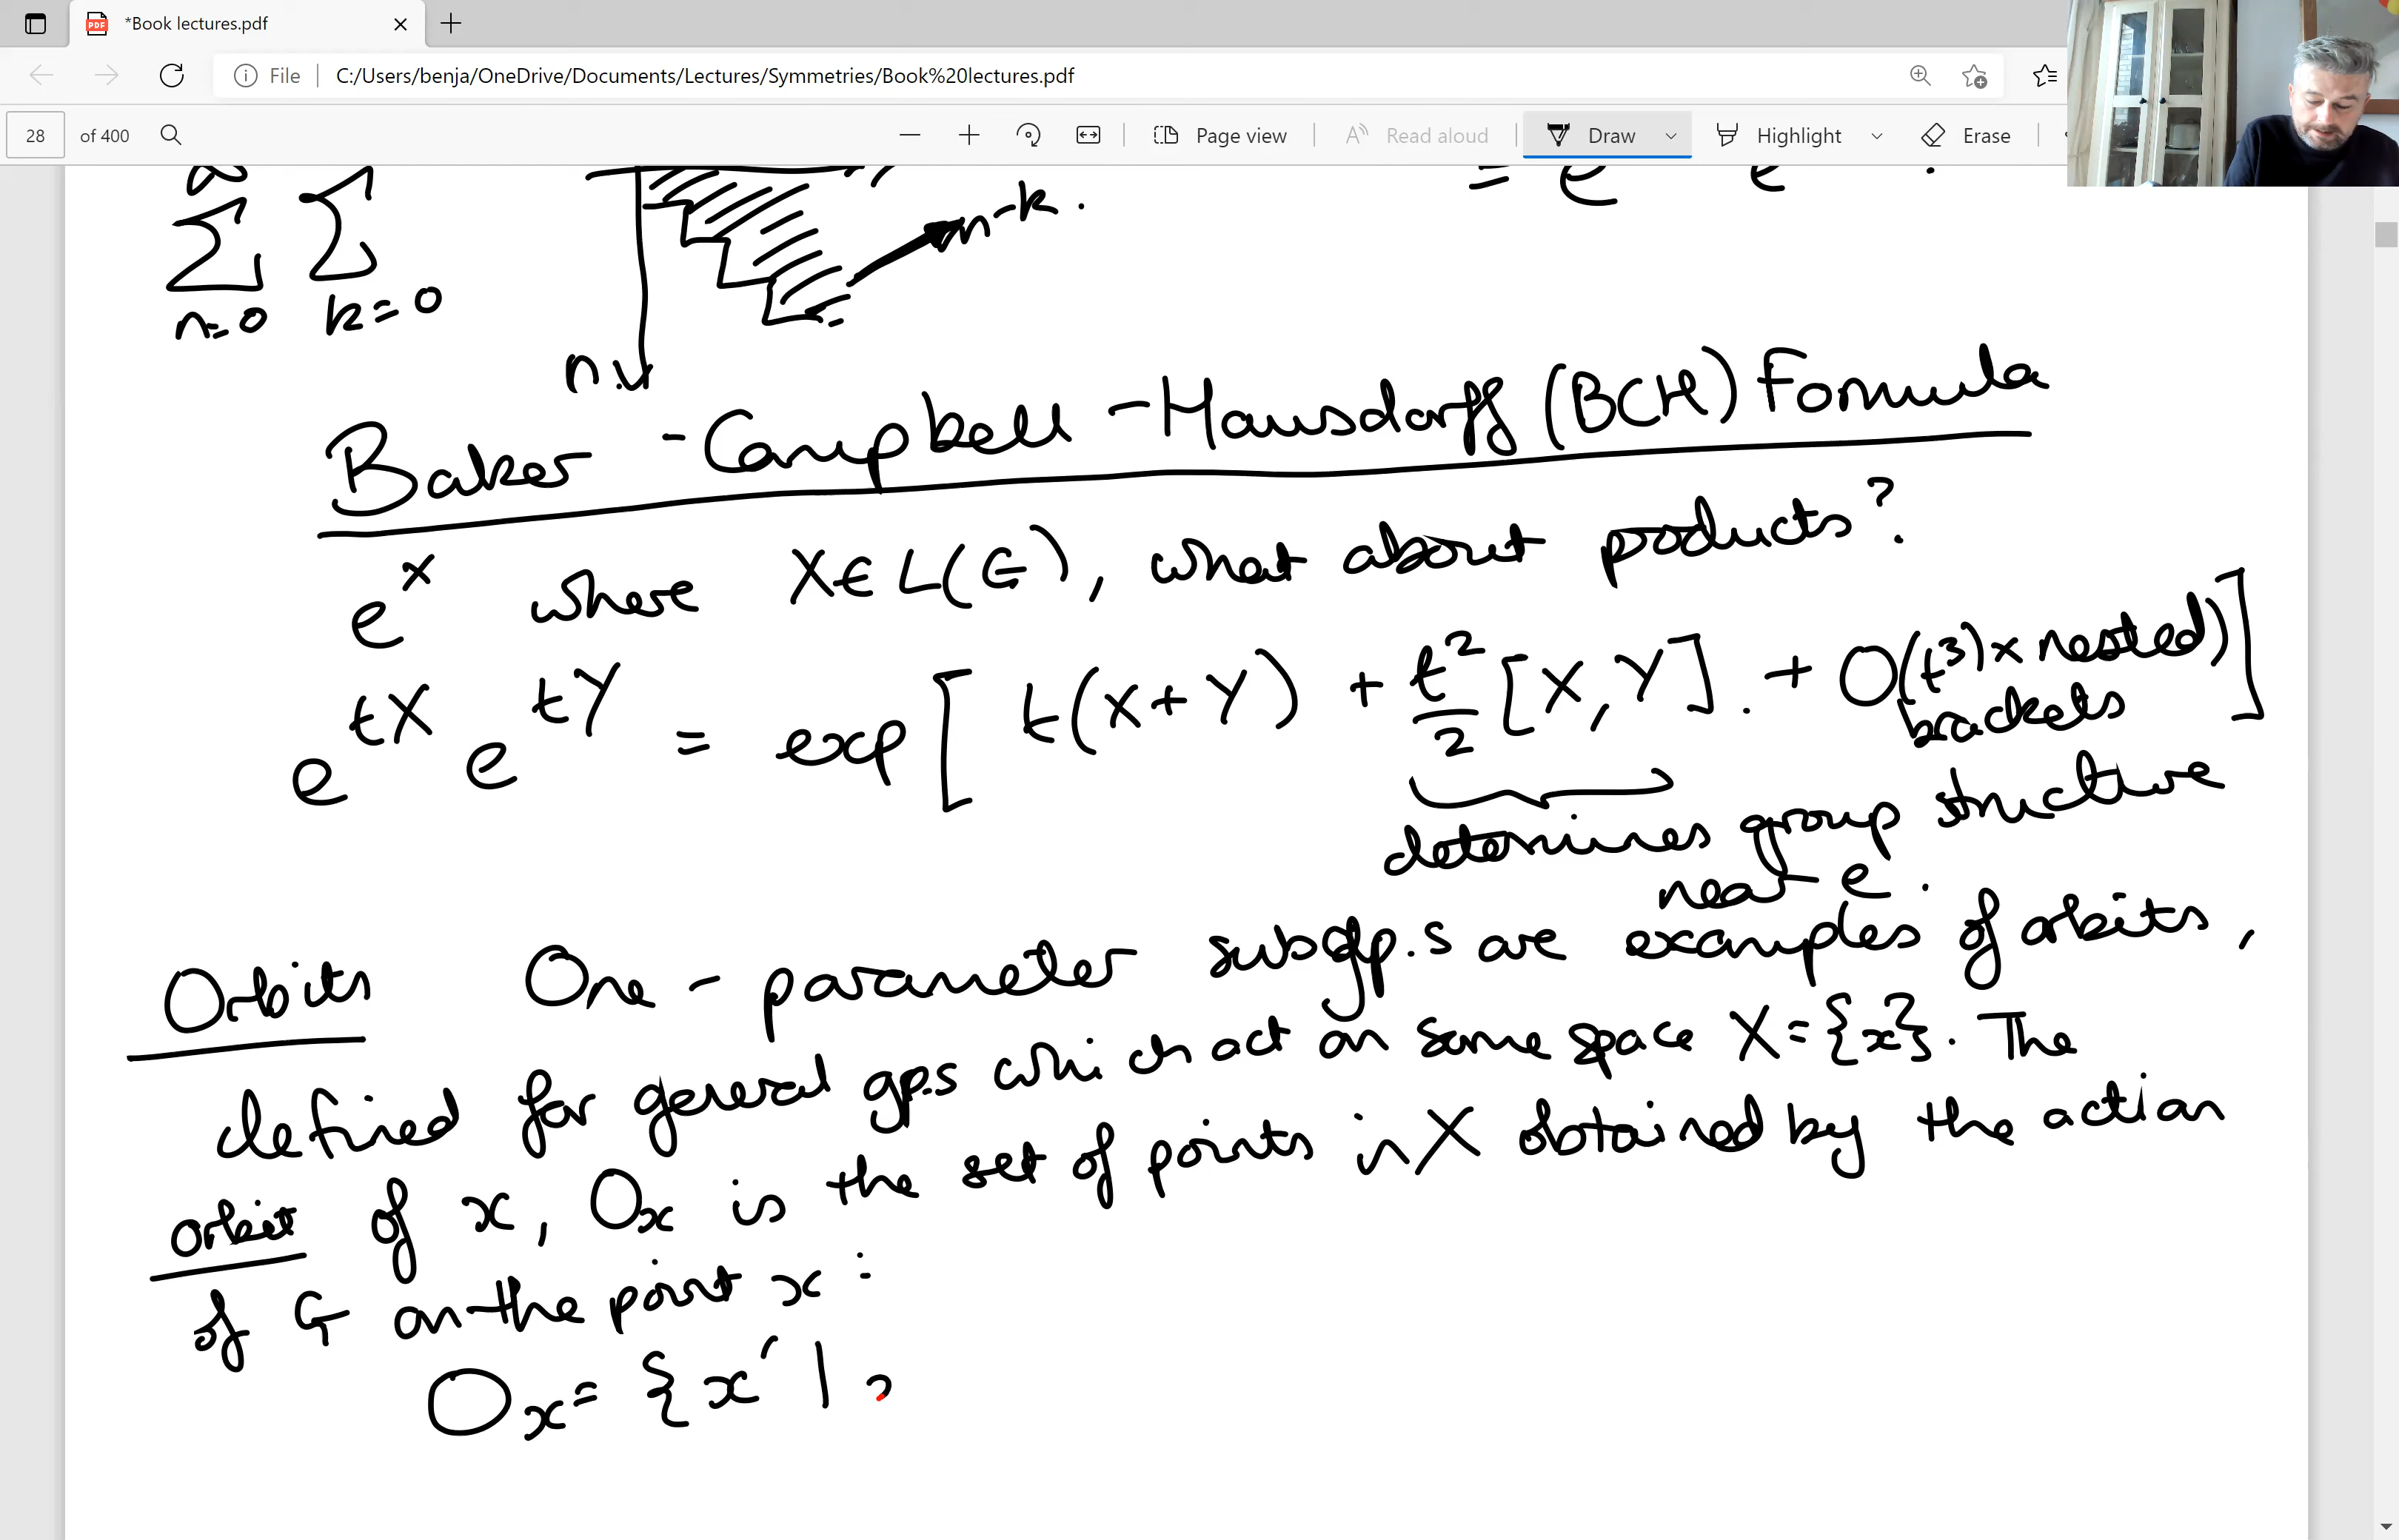 *Book lectures.pdf
File C:/Users/benja/OneDrive/Documents/Lectures/Symmetries/Book%20lectures.pdf
28 of 400 Page view Read aloud Draw Highlight Erase
= e e .
∑ ∑ n-k.
n=0 k=0
n
Baker-Campbell-Hausdorff (BCH) Formula
e^X where X∈L(G), what about products?
e^{tX} e^{tY} = exp[ t(X+Y) + t²/2 [X,Y]. + O(t³)× nested) brackets ]
determines group structure
near e.
Orbits One-parameter subgp.s are examples of orbits,
defined for general gps which act on some space X={x}. The
orbit of x, Oₓ is the set of points in X obtained by the action
of G on the point x:
Oₓ= {x′ |